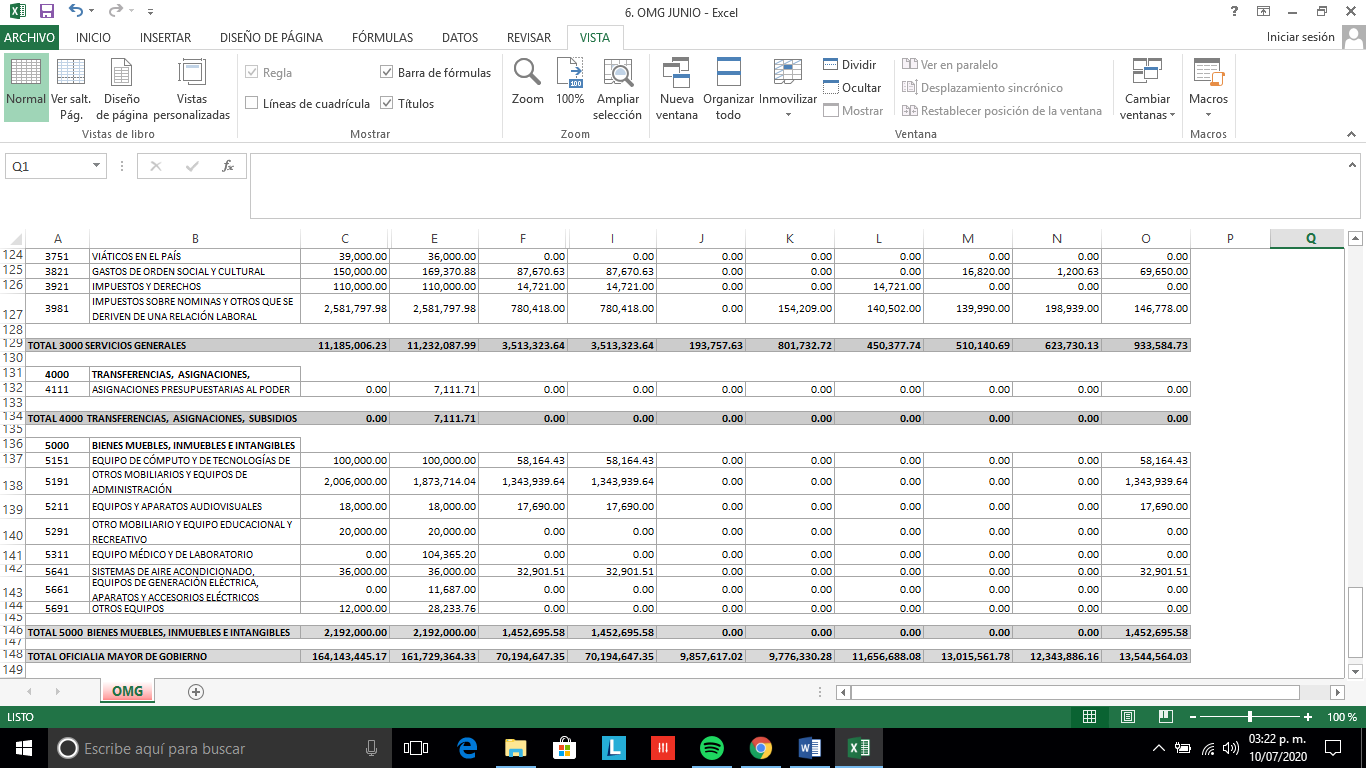 6. OMG JUNIO - Excel
ARCHIVO INICIO INSERTAR DISEÑO DE PÁGINA FÓRMULAS DATOS REVISAR VISTA Iniciar sesión
Normal Ver salt. Pág. Diseño de página Vistas personalizadas
Vistas de libro
Regla Barra de fórmulas
Líneas de cuadrícula Títulos
Mostrar
Zoom 100% Ampliar selección
100
Zoom
Nueva ventana Organizar todo Inmovilizar
Dividir
Ocultar
Mostrar
Ver en paralelo
Desplazamiento sincrónico
Restablecer posición de la ventana
Cambiar ventanas
Ventana
Macros
Macros
Q1 fx
A B C E F I J K L M N O P Q
124 3751 VIÁTICOS EN EL PAÍS 39,000.00 36,000.00 0.00 0.00 0.00 0.00 0.00 0.00 0.00 0.00
125 3821 GASTOS DE ORDEN SOCIAL Y CULTURAL 150,000.00 169,370.88 87,670.63 87,670.63 0.00 0.00 0.00 16,820.00 1,200.63 69,650.00
126 3921 IMPUESTOS Y DERECHOS 110,000.00 110,000.00 14,721.00 14,721.00 0.00 0.00 14,721.00 0.00 0.00 0.00
IMPUESTOS SOBRE NOMINAS Y OTROS QUE SE
127 3981 DERIVEN DE UNA RELACIÓN LABORAL 2,581,797.98 2,581,797.98 780,418.00 780,418.00 0.00 154,209.00 140,502.00 139,990.00 198,939.00 146,778.00
128
129 TOTAL 3000 SERVICIOS GENERALES 11,185,006.23 11,232,087.99 3,513,323.64 3,513,323.64 193,757.63 801,732.72 450,377.74 510,140.69 623,730.13 933,584.73
130
131 4000 TRANSFERENCIAS, ASIGNACIONES,
132 4111 ASIGNACIONES PRESUPUESTARIAS AL PODER 0.00 7,111.71 0.00 0.00 0.00 0.00 0.00 0.00 0.00 0.00
133
134 TOTAL 4000 TRANSFERENCIAS, ASIGNACIONES, SUBSIDIOS 0.00 7,111.71 0.00 0.00 0.00 0.00 0.00 0.00 0.00 0.00
135
136 5000 BIENES MUEBLES, INMUEBLES E INTANGIBLES
137 5151 EQUIPO DE CÓMPUTO Y DE TECNOLOGÍAS DE 100,000.00 100,000.00 58,164.43 58,164.43 0.00 0.00 0.00 0.00 0.00 58,164.43
OTROS MOBILIARIOS Y EQUIPOS DE
138 5191 ADMINISTRACIÓN 2,006,000.00 1,873,714.04 1,343,939.64 1,343,939.64 0.00 0.00 0.00 0.00 0.00 1,343,939.64
139 5211 EQUIPOS Y APARATOS AUDIOVISUALES 18,000.00 18,000.00 17,690.00 17,690.00 0.00 0.00 0.00 0.00 0.00 17,690.00
OTRO MOBILIARIO Y EQUIPO EDUCACIONAL Y
140 5291 RECREATIVO 20,000.00 20,000.00 0.00 0.00 0.00 0.00 0.00 0.00 0.00 0.00
141 5311 EQUIPO MÉDICO Y DE LABORATORIO 0.00 104,365.20 0.00 0.00 0.00 0.00 0.00 0.00 0.00 0.00
142 5641 SISTEMAS DE AIRE ACONDICIONADO, 36,000.00 36,000.00 32,901.51 32,901.51 0.00 0.00 0.00 0.00 0.00 32,901.51
EQUIPOS DE GENERACIÓN ELÉCTRICA,
143 5661 APARATOS Y ACCESORIOS ELÉCTRICOS 0.00 11,687.00 0.00 0.00 0.00 0.00 0.00 0.00 0.00 0.00
144 5691 OTROS EQUIPOS 12,000.00 28,233.76 0.00 0.00 0.00 0.00 0.00 0.00 0.00 0.00
145
146 TOTAL 5000 BIENES MUEBLES, INMUEBLES E INTANGIBLES 2,192,000.00 2,192,000.00 1,452,695.58 1,452,695.58 0.00 0.00 0.00 0.00 0.00 1,452,695.58
147
148 TOTAL OFICIALIA MAYOR DE GOBIERNO 164,143,445.17 161,729,364.33 70,194,647.35 70,194,647.35 9,857,617.02 9,776,330.28 11,656,688.08 13,015,561.78 12,343,886.16 13,544,564.03
149
OMG
LISTO 100 %
Escribe aquí para buscar
03:22 p. m.
10/07/2020